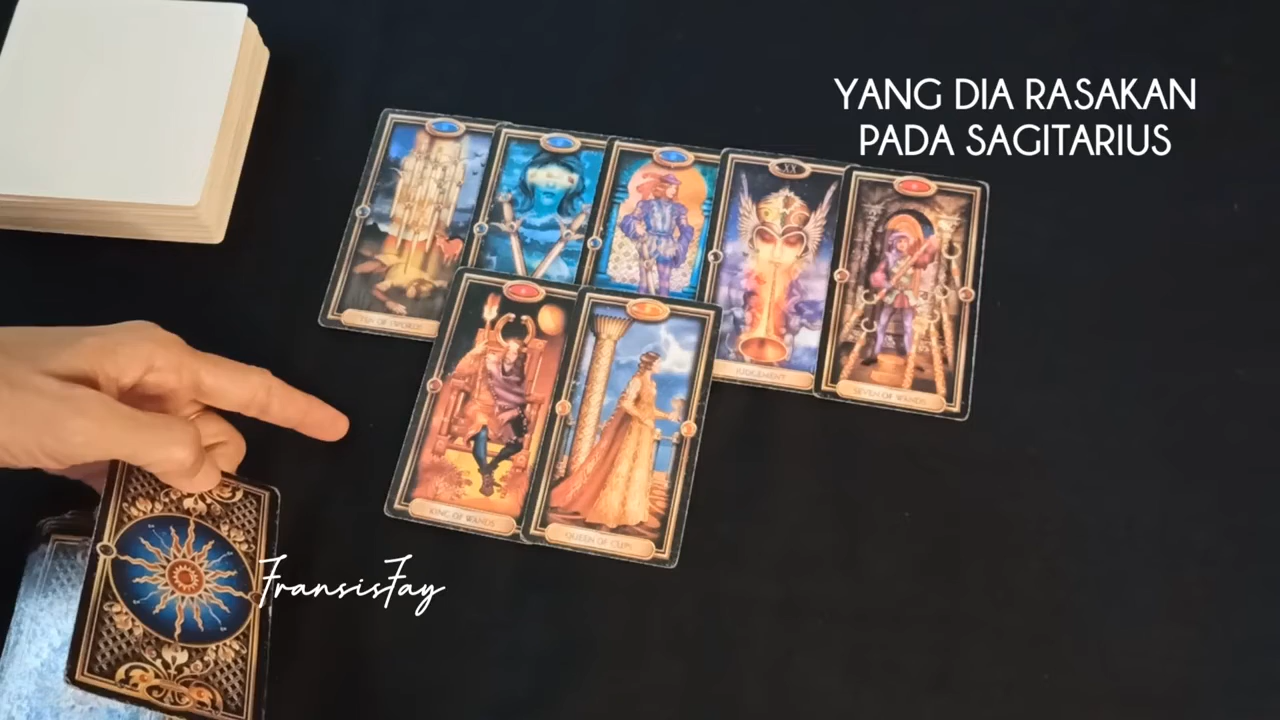 YANG DIA RASAKAN
PADA SAGITARIUS
XX
TEN OF SWORDS
JUDGEMENT
SEVEN OF WANDS
KING OF WANDS
QUEEN OF CUPS
FransisFay